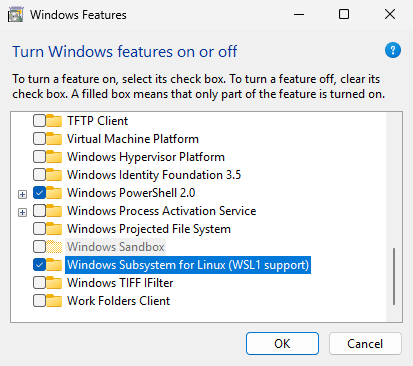 Windows Features
Turn Windows features on or off
?
To turn a feature on, select its check box. To turn a feature off, clear its
check box. A filled box means that only part of the feature is turned on.
TFTP Client
Virtual Machine Platform
Windows Hypervisor Platform
Windows Identity Foundation 3.5
Windows PowerShell 2.0
Windows Process Activation Service
Windows Projected File System
Windows Sandbox
Windows Subsystem for Linux (WSL1 support)
Windows TIFF IFilter
Work Folders Client
OK Cancel